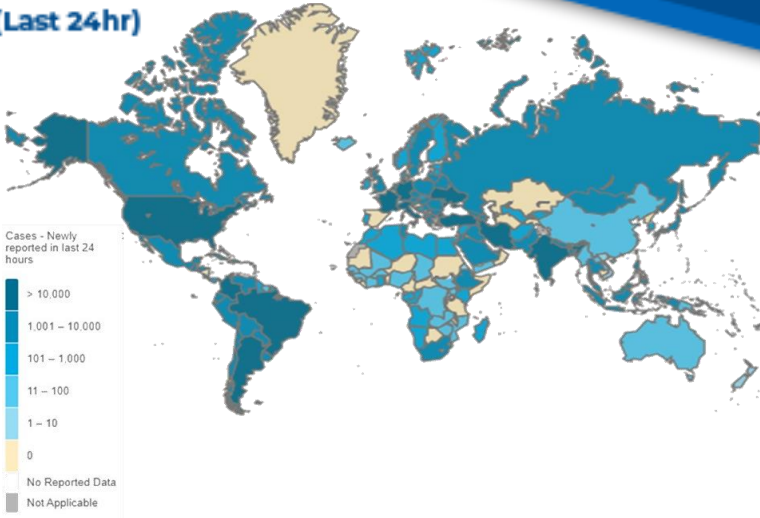 (Last 24hr)
Cases - Newly
reported in last 24
hours
> 10,000
1,001 – 10,000
101 – 1,000
11 – 100
1 – 10
0
No Reported Data
Not Applicable